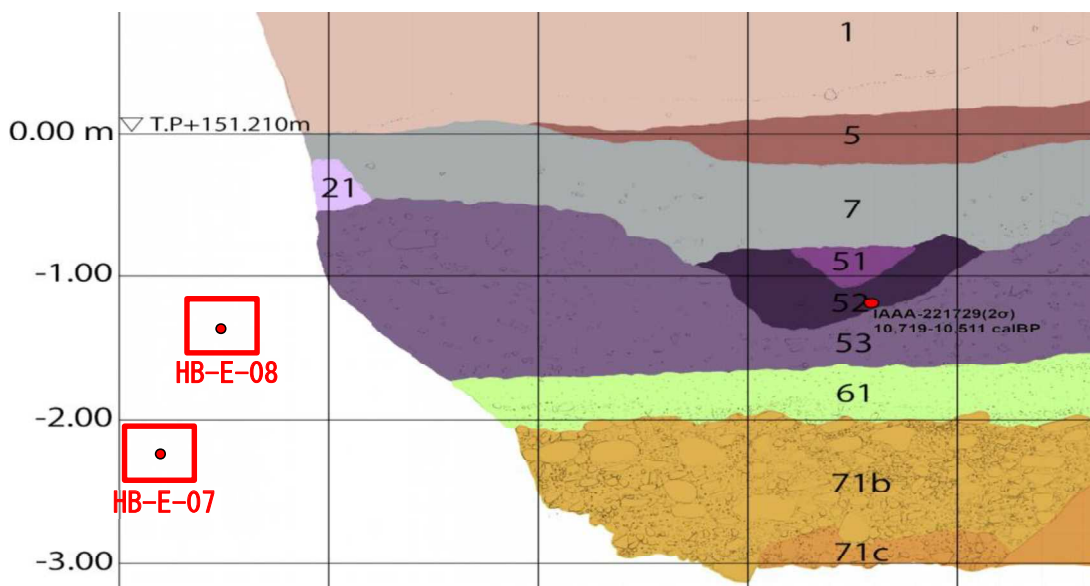 1
0.00 m
T.P+151.210m
5
21
7
51
-1.00
52
IAAA-221729(2σ)
10,719-10,511 calBP
53
HB-E-08
61
-2.00
HB-E-07
71b
71c
-3.00